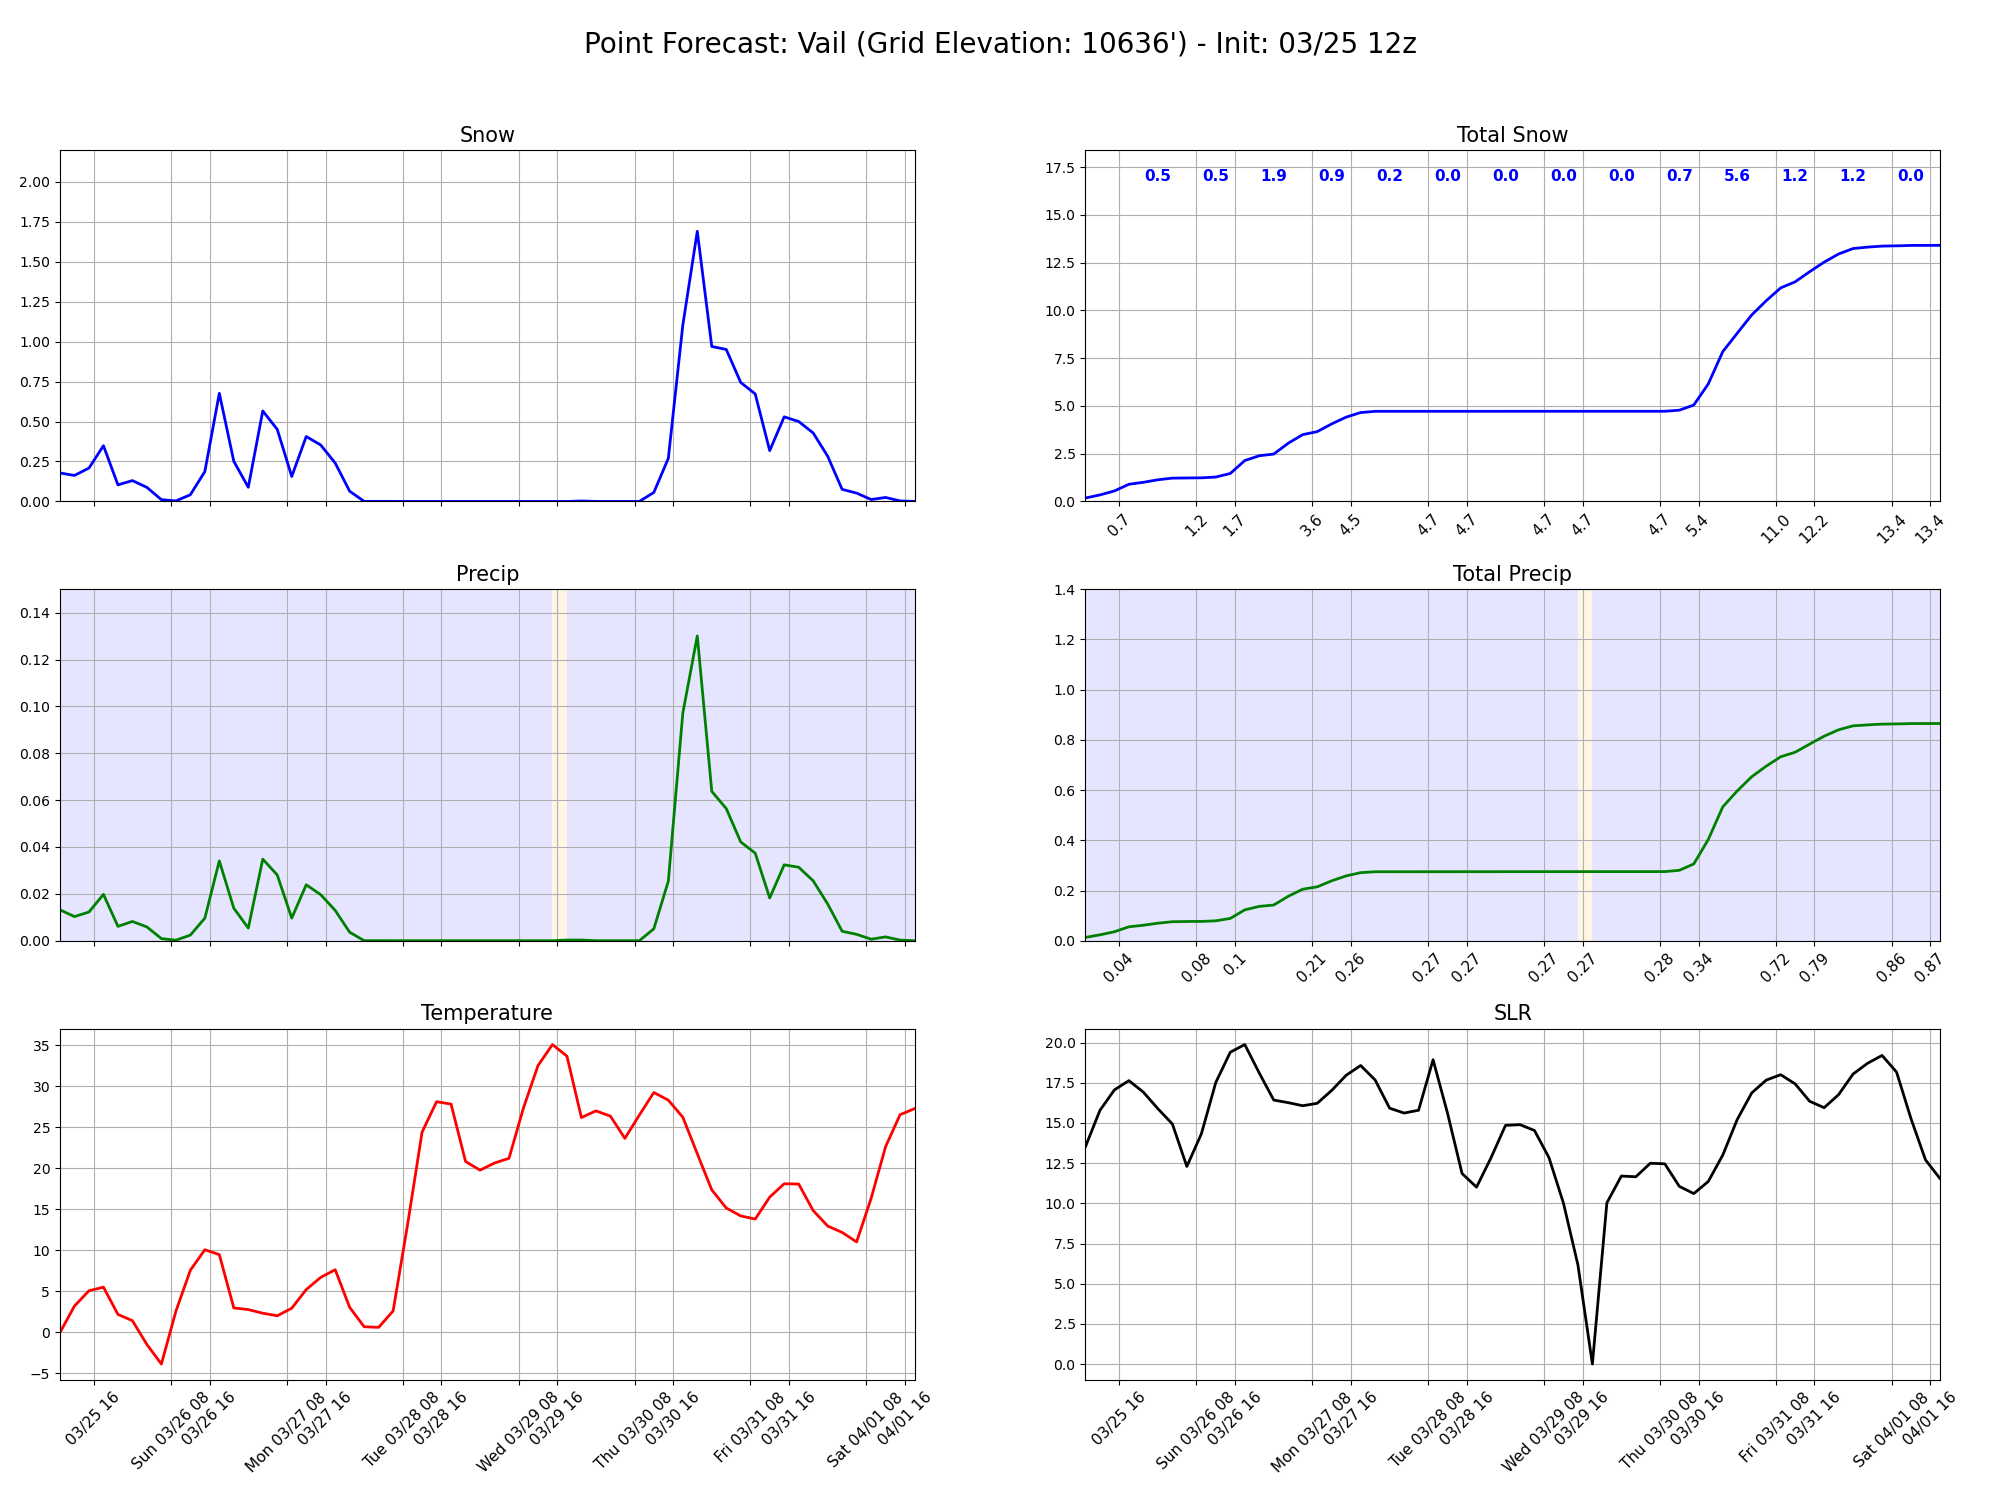 Point Forecast: Vail (Grid Elevation: 10636') - Init: 03/25 12z
Snow
2.00
1.75
1.50
1.25
1.00
0.75
0.50
0.25
0.00
Total Snow
17.5
15.0
12.5
10.0
7.5
5.0
2.5
0.0
0.5 0.5 1.9 0.9 0.2 0.0 0.0 0.0 0.0 0.7 5.6 1.2 1.2 0.0
0.7 1.2 1.7 3.6 4.5 4.7 4.7 4.7 4.7 4.7 5.4 11.0 12.2 13.4 13.4
Precip
0.14
0.12
0.10
0.08
0.06
0.04
0.02
0.00
Total Precip
1.4
1.2
1.0
0.8
0.6
0.4
0.2
0.0
0.04 0.08 0.1 0.21 0.26 0.27 0.27 0.27 0.27 0.28 0.34 0.72 0.79 0.86 0.87
Temperature
35
30
25
20
15
10
5
0
−5
03/25 16
Sun 03/26 08
03/26 16
Mon 03/27 08
03/27 16
Tue 03/28 08
03/28 16
Wed 03/29 08
03/29 16
Thu 03/30 08
03/30 16
Fri 03/31 08
03/31 16
Sat 04/01 08
04/01 16
SLR
20.0
17.5
15.0
12.5
10.0
7.5
5.0
2.5
0.0
03/25 16
Sun 03/26 08
03/26 16
Mon 03/27 08
03/27 16
Tue 03/28 08
03/28 16
Wed 03/29 08
03/29 16
Thu 03/30 08
03/30 16
Fri 03/31 08
03/31 16
Sat 04/01 08
04/01 16